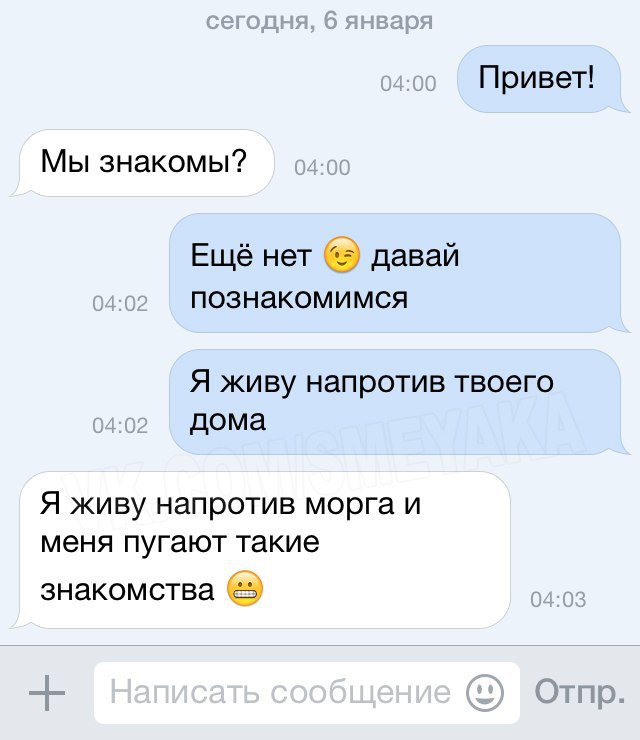 сегодня, 6 января
Привет!
04:00
Мы знакомы?
04:00
Ещё нет 😉 давай
познакомимся
04:02
Я живу напротив твоего
дома
04:02
VK.COM/SMEYAKA
Я живу напротив морга и
меня пугают такие
знакомства 😬
04:03
Написать сообщение
Отпр.